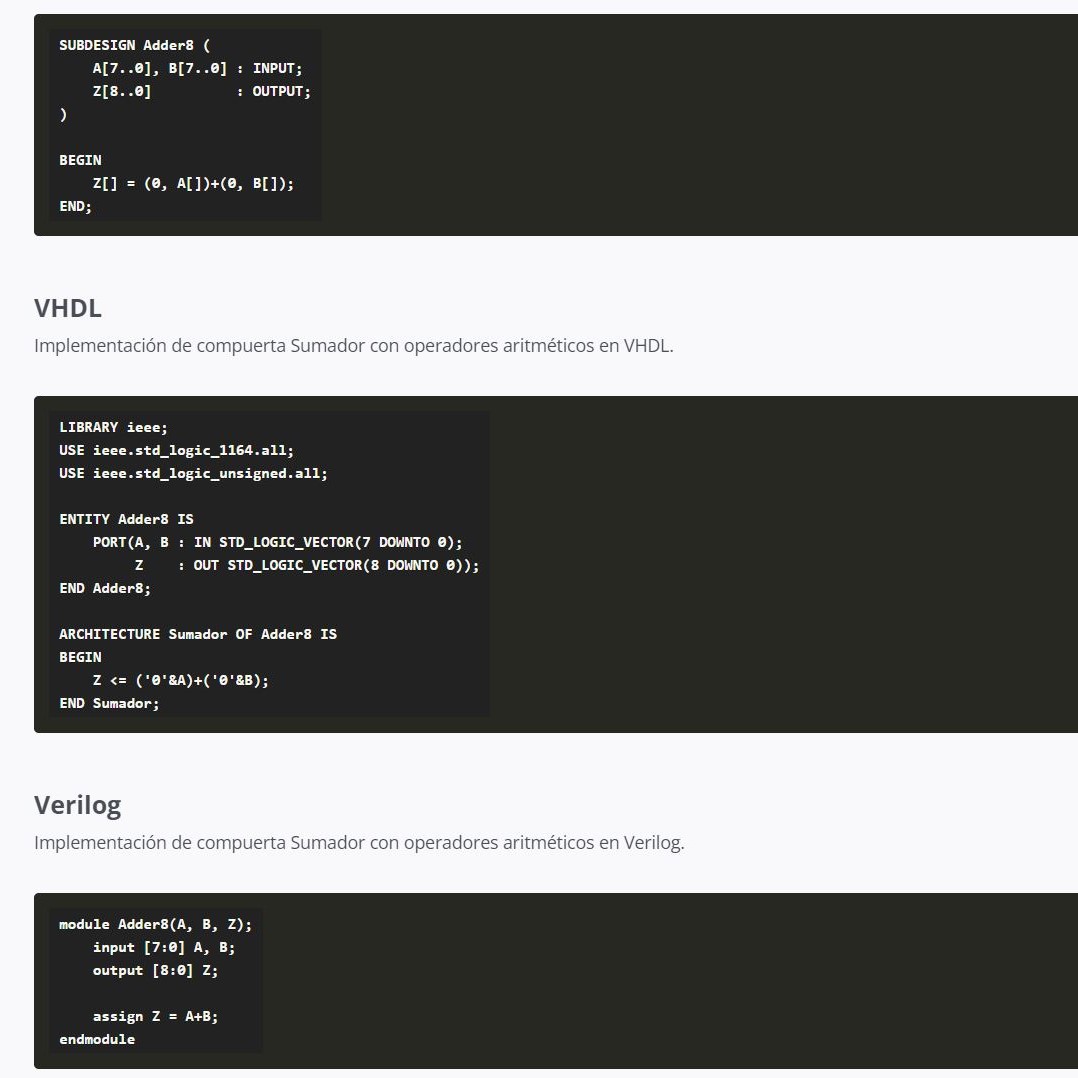 SUBDESIGN Adder8 (
    A[7..0], B[7..0] : INPUT;
    Z[8..0]          : OUTPUT;
)
BEGIN
    Z[] = (0, A[])+(0, B[]);
END;
VHDL
Implementación de compuerta Sumador con operadores aritméticos en VHDL.
LIBRARY ieee;
USE ieee.std_logic_1164.all;
USE ieee.std_logic_unsigned.all;
ENTITY Adder8 IS
    PORT(A, B : IN STD_LOGIC_VECTOR(7 DOWNTO 0);
         Z    : OUT STD_LOGIC_VECTOR(8 DOWNTO 0));
END Adder8;
ARCHITECTURE Sumador OF Adder8 IS
BEGIN
    Z <= ('0'&A)+('0'&B);
END Sumador;
Verilog
Implementación de compuerta Sumador con operadores aritméticos en Verilog.
module Adder8(A, B, Z);
    input [7:0] A, B;
    output [8:0] Z;
    assign Z = A+B;
endmodule